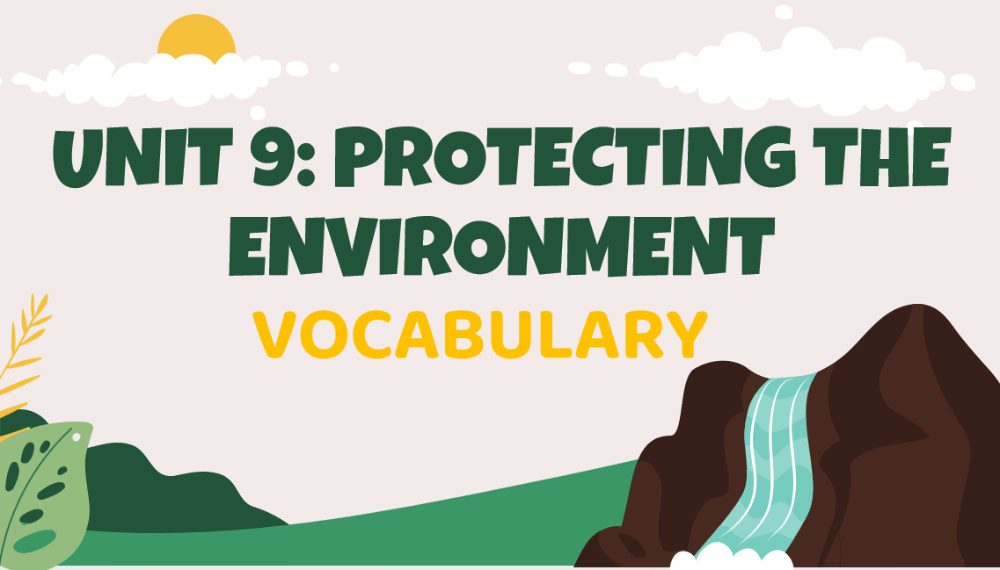 UNIT 9: PROTECTING THE
ENVIRONMENT
VOCABULARY